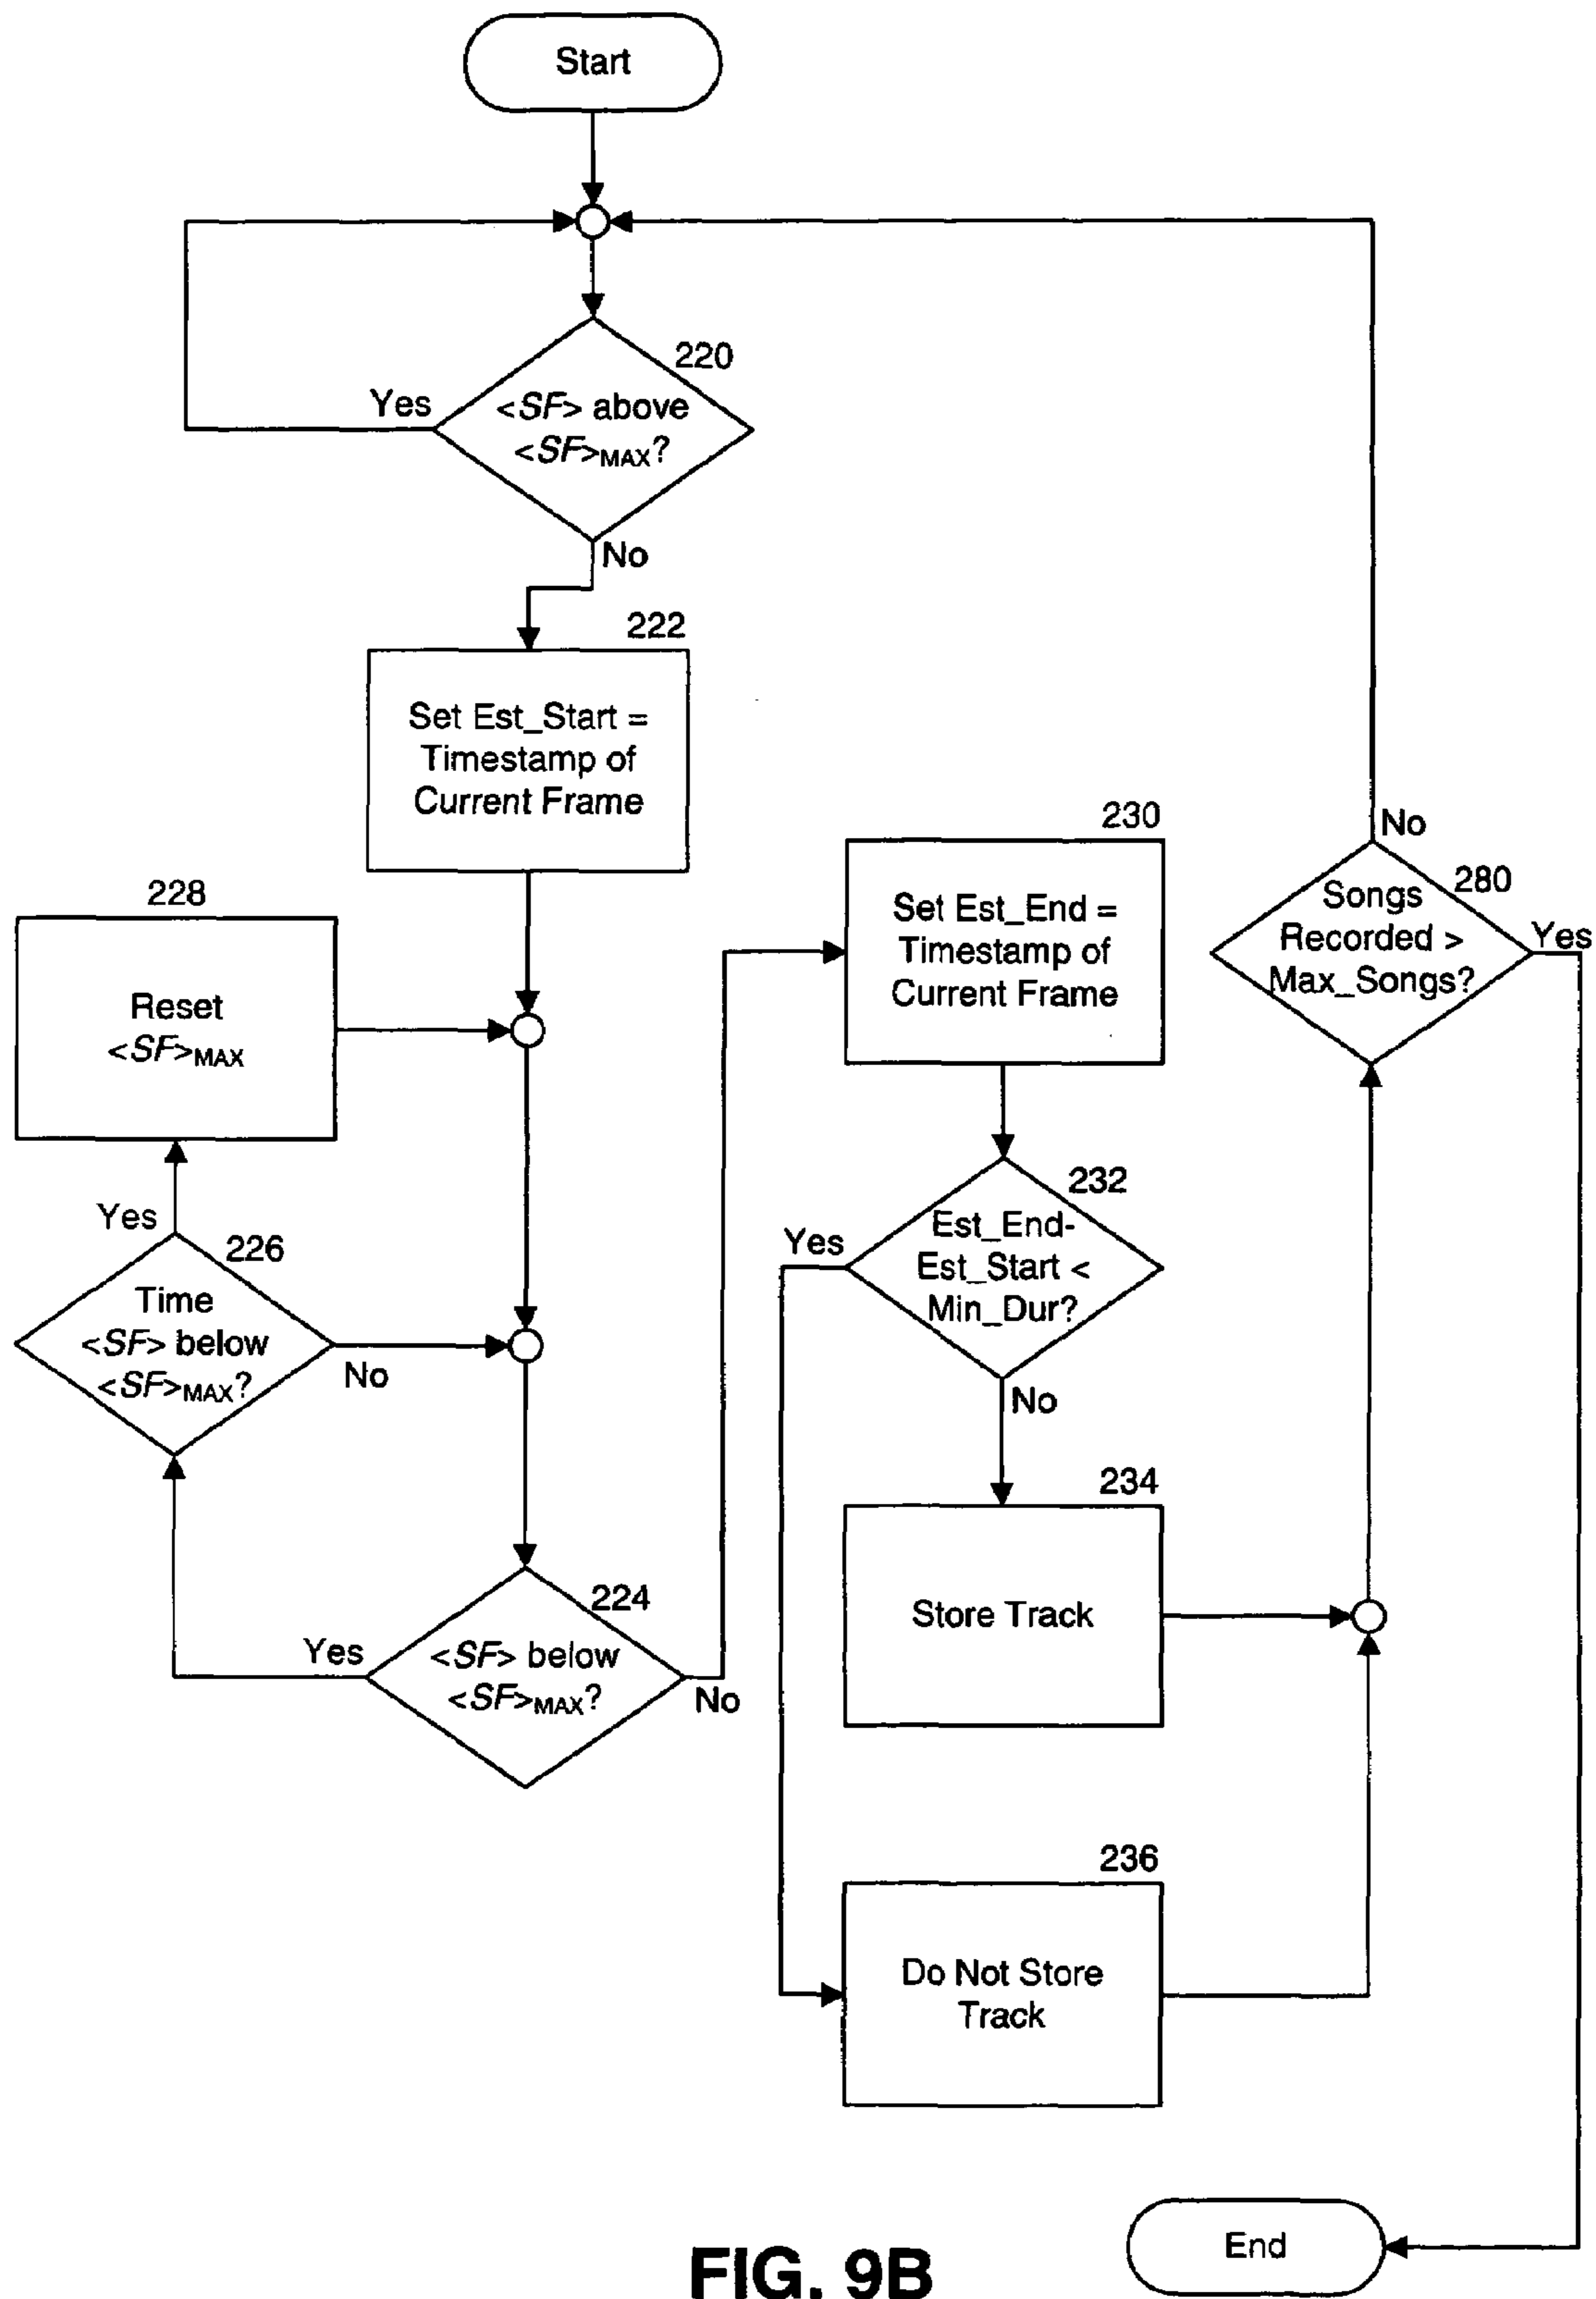 Start
220
Yes
<SF> above
<SF>MAX?
No
222
Set Est_Start =
Timestamp of
Current Frame
228
Reset
<SF>MAX
Yes
226
Time
<SF> below
<SF>MAX?
No
224
Yes
<SF> below
<SF>MAX?
No
230
Set Est_End =
Timestamp of
Current Frame
232
Yes
Est_End-
Est_Start <
Min_Dur?
No
234
Store Track
236
Do Not Store
Track
No
280
Songs
Recorded >
Max_Songs?
Yes
End
FIG. 9B